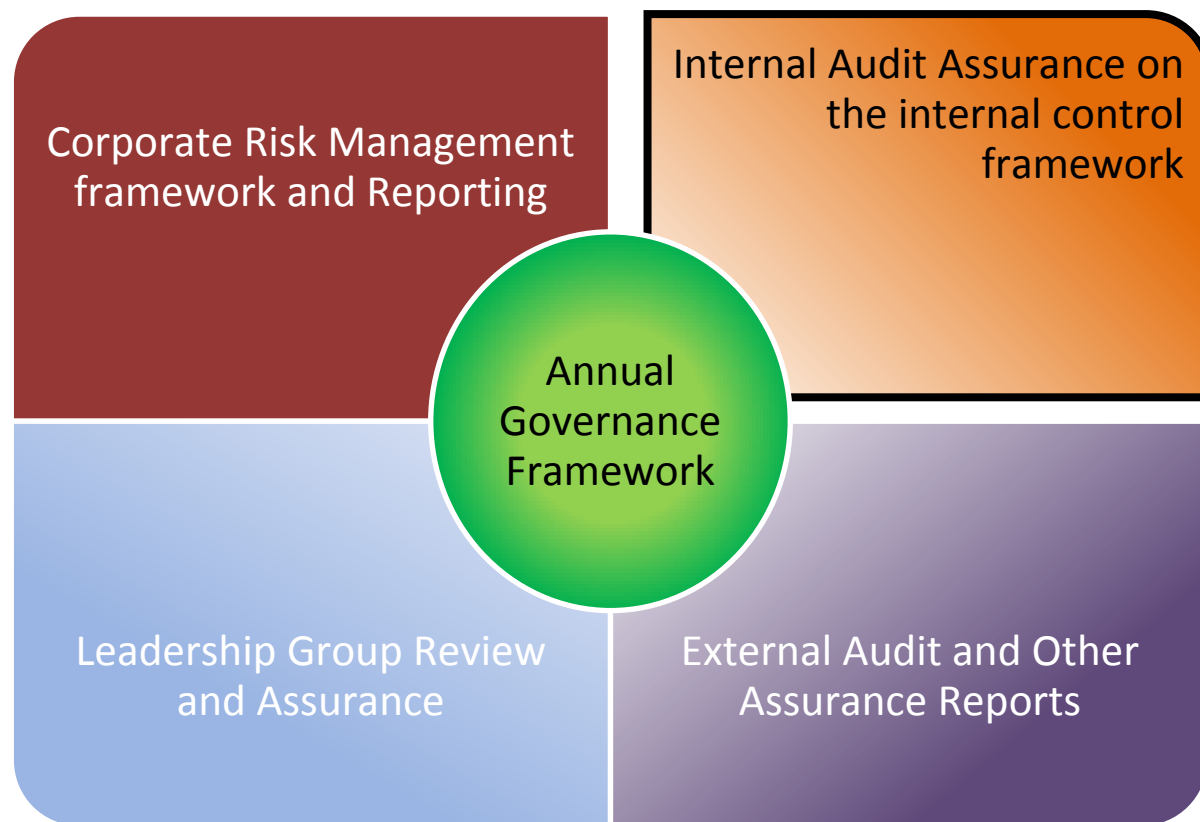 Corporate Risk Management
framework and Reporting
Internal Audit Assurance on
the internal control
framework
Annual
Governance
Framework
Leadership Group Review
and Assurance
External Audit and Other
Assurance Reports